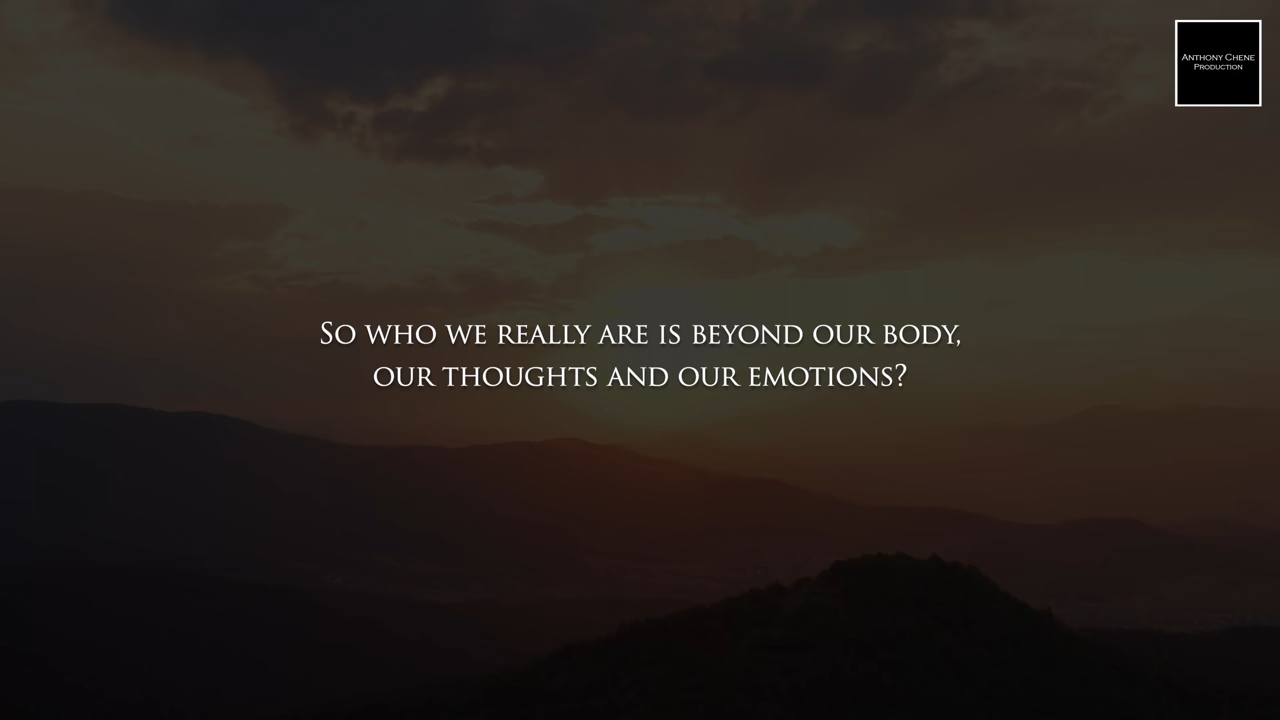 Anthony Chene
Production
So who we really are is beyond our body,
our thoughts and our emotions?